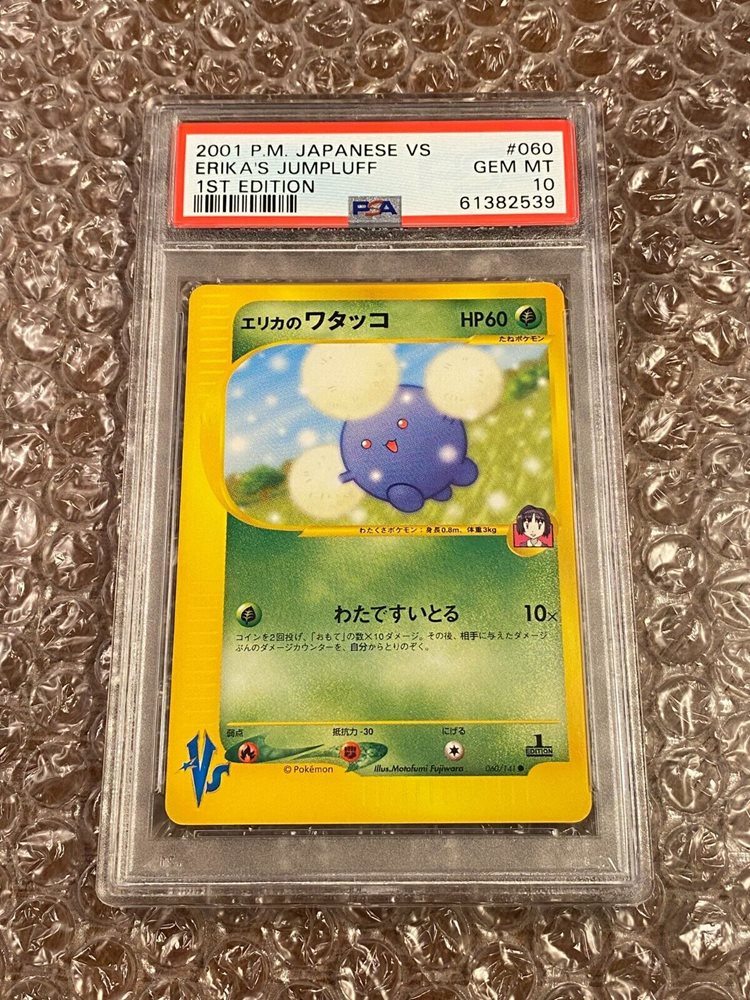 2001 P.M. JAPANESE VS #060
ERIKA'S JUMPLUFF GEM MT
1ST EDITION 10
PSA 61382539
エリカのワタッコ HP60
たねポケモン
わたくさポケモン:身長0.8m、体重3kg
わたですいとる 10×
コインを2回投げ、「おもて」の数×10ダメージ。その後、相手に与えたダメージ
ぶんのダメージカウンターを、自分からとりのぞく。
弱点 抵抗力 -30 にげる
1
EDITION
VS
©Pokémon Illus.Motofumi Fujiwara 060/141●